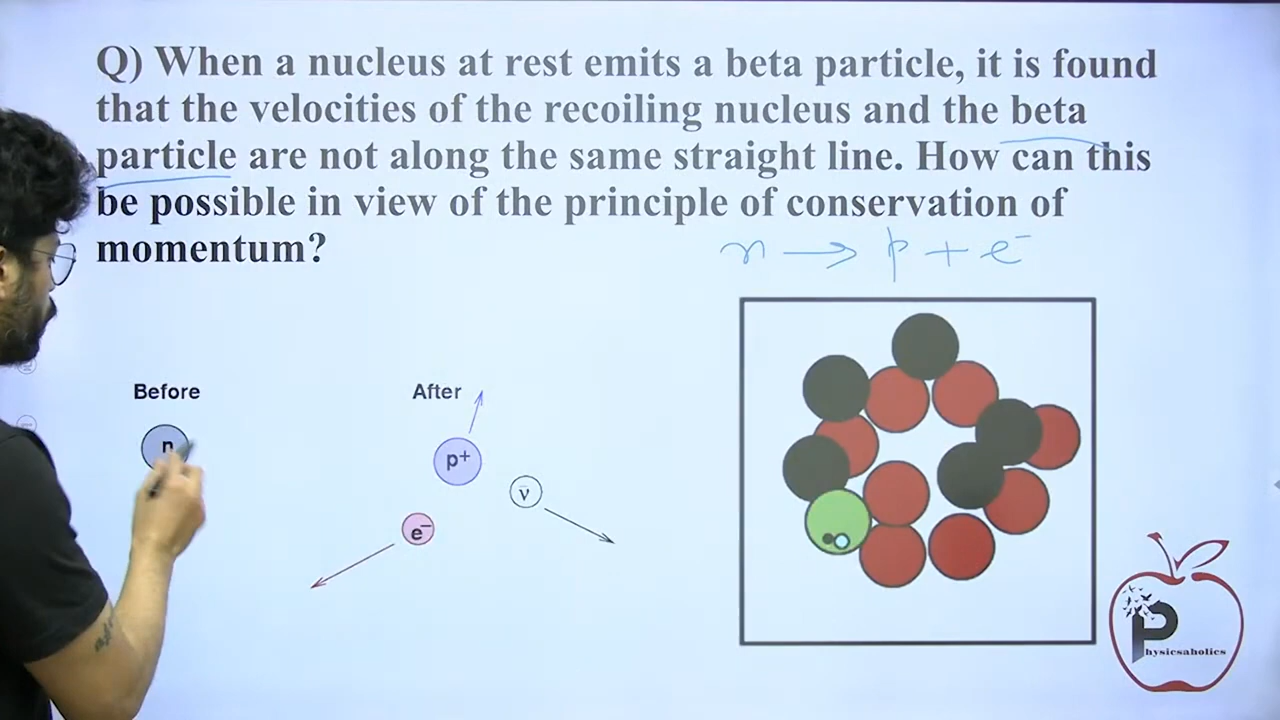 Q) When a nucleus at rest emits a beta particle, it is found
that the velocities of the recoiling nucleus and the beta
particle are not along the same straight line. How can this
be possible in view of the principle of conservation of
momentum?
n → p + e⁻
Before
After
n
p⁺
ν̄
e⁻
P
hysicsaholics